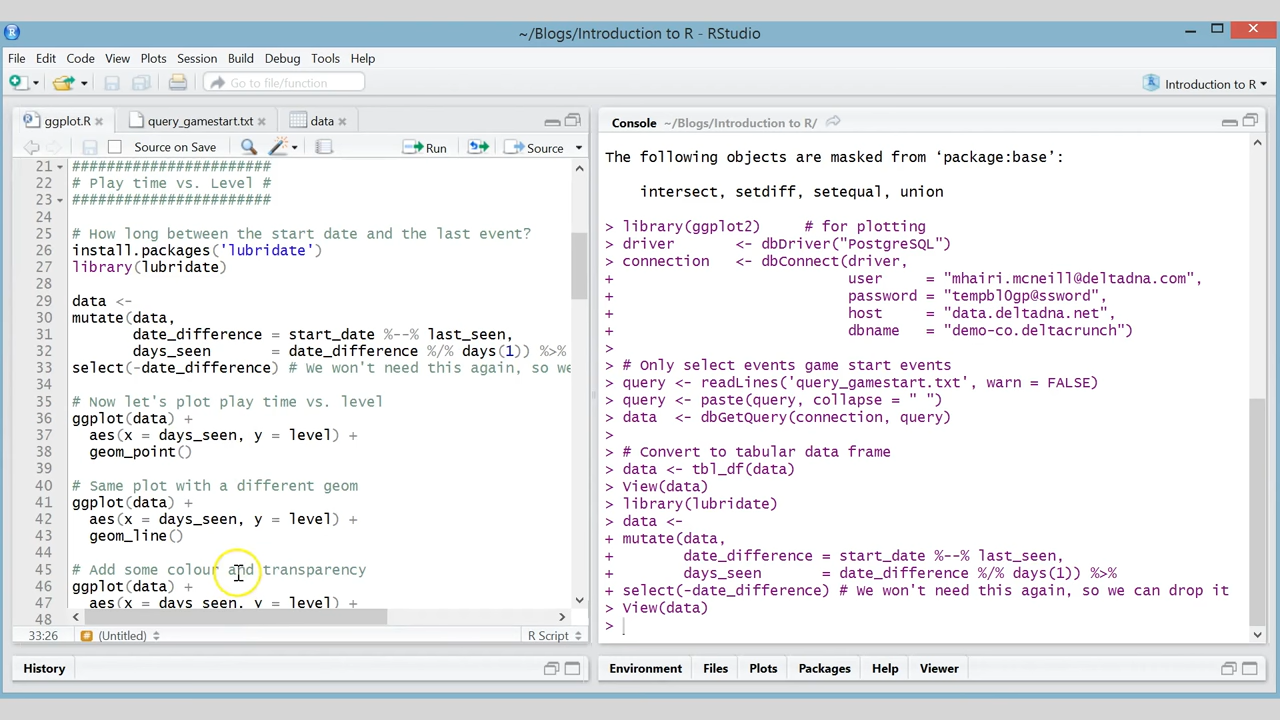 ~/Blogs/Introduction to R - RStudio
File Edit Code View Plots Session Build Debug Tools Help
Go to file/function
Introduction to R
ggplot.R
query_gamestart.txt
data
Source on Save
Run
Source
21 #######################
22 # Play time vs. Level #
23 #######################
24
25 # How long between the start date and the last event?
26 install.packages('lubridate')
27 library(lubridate)
28
29 data <-
30 mutate(data,
31 date_difference = start_date %--% last_seen,
32 days_seen = date_difference %/% days(1)) %>%
33 select(-date_difference) # We won't need this again, so we
34
35 # Now let's plot play time vs. level
36 ggplot(data) +
37 aes(x = days_seen, y = level) +
38 geom_point()
39
40 # Same plot with a different geom
41 ggplot(data) +
42 aes(x = days_seen, y = level) +
43 geom_line()
44
45 # Add some colour and transparency
46 ggplot(data) +
47 aes(x = days_seen, y = level) +
48
33:26
(Untitled)
R Script
History
Console ~/Blogs/Introduction to R/
The following objects are masked from ‘package:base’:
intersect, setdiff, setequal, union
> library(ggplot2) # for plotting
> driver <- dbDriver("PostgreSQL")
> connection <- dbConnect(driver,
+ user = "mhairi.mcneill@deltadna.com",
+ password = "tempbl0gp@ssword",
+ host = "data.deltadna.net",
+ dbname = "demo-co.deltacrunch")
>
> # Only select events game start events
> query <- readLines('query_gamestart.txt', warn = FALSE)
> query <- paste(query, collapse = " ")
> data <- dbGetQuery(connection, query)
>
> # Convert to tabular data frame
> data <- tbl_df(data)
> View(data)
> library(lubridate)
> data <-
+ mutate(data,
+ date_difference = start_date %--% last_seen,
+ days_seen = date_difference %/% days(1)) %>%
+ select(-date_difference) # We won't need this again, so we can drop it
> View(data)
>
Environment Files Plots Packages Help Viewer